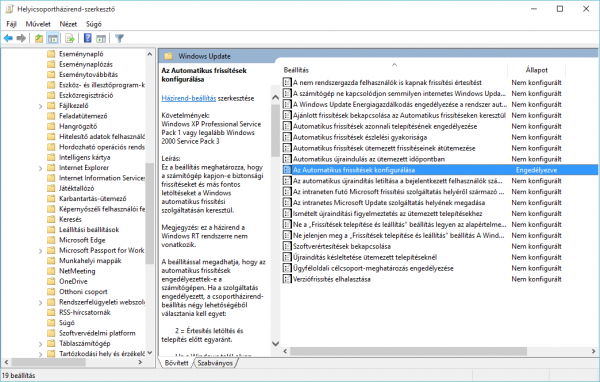 Helyicsoportházirend-szerkesztő
Fájl Művelet Nézet Súgó
Eseménynapló
Eseménynaplózás
Eseménytovábbítás
Eszköz- és illesztőprogram-k
Eszközregisztráció
Fájlkezelő
Feladatütemező
Hangrögzítő
Hitelesítő adatok felhasználó
Hordozható operációs rends
Intelligens kártya
Internet Explorer
Internet Information Services
Játéktallózó
Karbantartás-ütemező
Képernyőszéli felhasználói fe
Keresés
Leállítási beállítások
Microsoft Edge
Microsoft Passport for Work
Munkahelyi mappák
NetMeeting
OneDrive
Otthoni csoport
Rendszerfelügyeleti webszolg
RSS-hírcsatornák
Súgó
Szoftvervédelmi platform
Táblaszámítógép
Tartózkodási hely és érzékelő
Windows Update
Az Automatikus frissítések
konfigurálása
Házirend-beállítás szerkesztése
Követelmények:
Windows XP Professional Service
Pack 1 vagy legalább Windows
2000 Service Pack 3
Leírás:
Ez a beállítás meghatározza, hogy
a számítógép kapjon-e biztonsági
frissítéseket és más fontos
letöltéseket a Windows
automatikus frissítési
szolgáltatásán keresztül.
Megjegyzés: ez a házirend a
Windows RT rendszerre nem
vonatkozik.
A beállítással megadhatja, hogy az
automatikus frissítések
engedélyezettek-e a
számítógépen. Ha a szolgáltatás
engedélyezett, a csoportházirend-
beállítás négy lehetőségéből
választania kell egyet:
2 = Értesítés letöltés és
telepítés előtt egyaránt.
Beállítás Állapot
A nem rendszergazda felhasználók is kapnak frissítési értesítést Nem konfigurált
A számítógép ne kapcsolódjon semmilyen internetes Windows Upda... Nem konfigurált
A Windows Update Energiagazdálkodás engedélyezése a rendszer aut... Nem konfigurált
Ajánlott frissítések bekapcsolása az Automatikus frissítéseken keresztül Nem konfigurált
Automatikus frissítések azonnali telepítésének engedélyezése Nem konfigurált
Automatikus frissítések észlelési gyakorisága Nem konfigurált
Automatikus frissítések ütemezett frissítéseinek átütemezése Nem konfigurált
Automatikus újraindulás az ütemezett időpontban Nem konfigurált
Az Automatikus frissítések konfigurálása Engedélyezve
Az automatikus újraindítás letiltása a bejelentkezett felhasználók szá... Nem konfigurált
Az intraneten futó Microsoft frissítési szolgáltatás helyéről származó ... Nem konfigurált
Az intranetes Microsoft Update szolgáltatás helyének megadása Nem konfigurált
Ismételt újraindítási figyelmeztetés az ütemezett telepítésekhez Nem konfigurált
Ne a „Frissítések telepítése és leállítás” beállítás legyen az alapértelme... Nem konfigurált
Ne jelenjen meg a „Frissítések telepítése és leállítás” beállítás A Wind... Nem konfigurált
Szoftverértesítések bekapcsolása Nem konfigurált
Újraindítás késleltetése ütemezett telepítéseknél Nem konfigurált
Ügyféloldali célcsoport-meghatározás engedélyezése Nem konfigurált
Verziófrissítés elhalasztása Nem konfigurált
Bővített Szabványos
19 beállítás